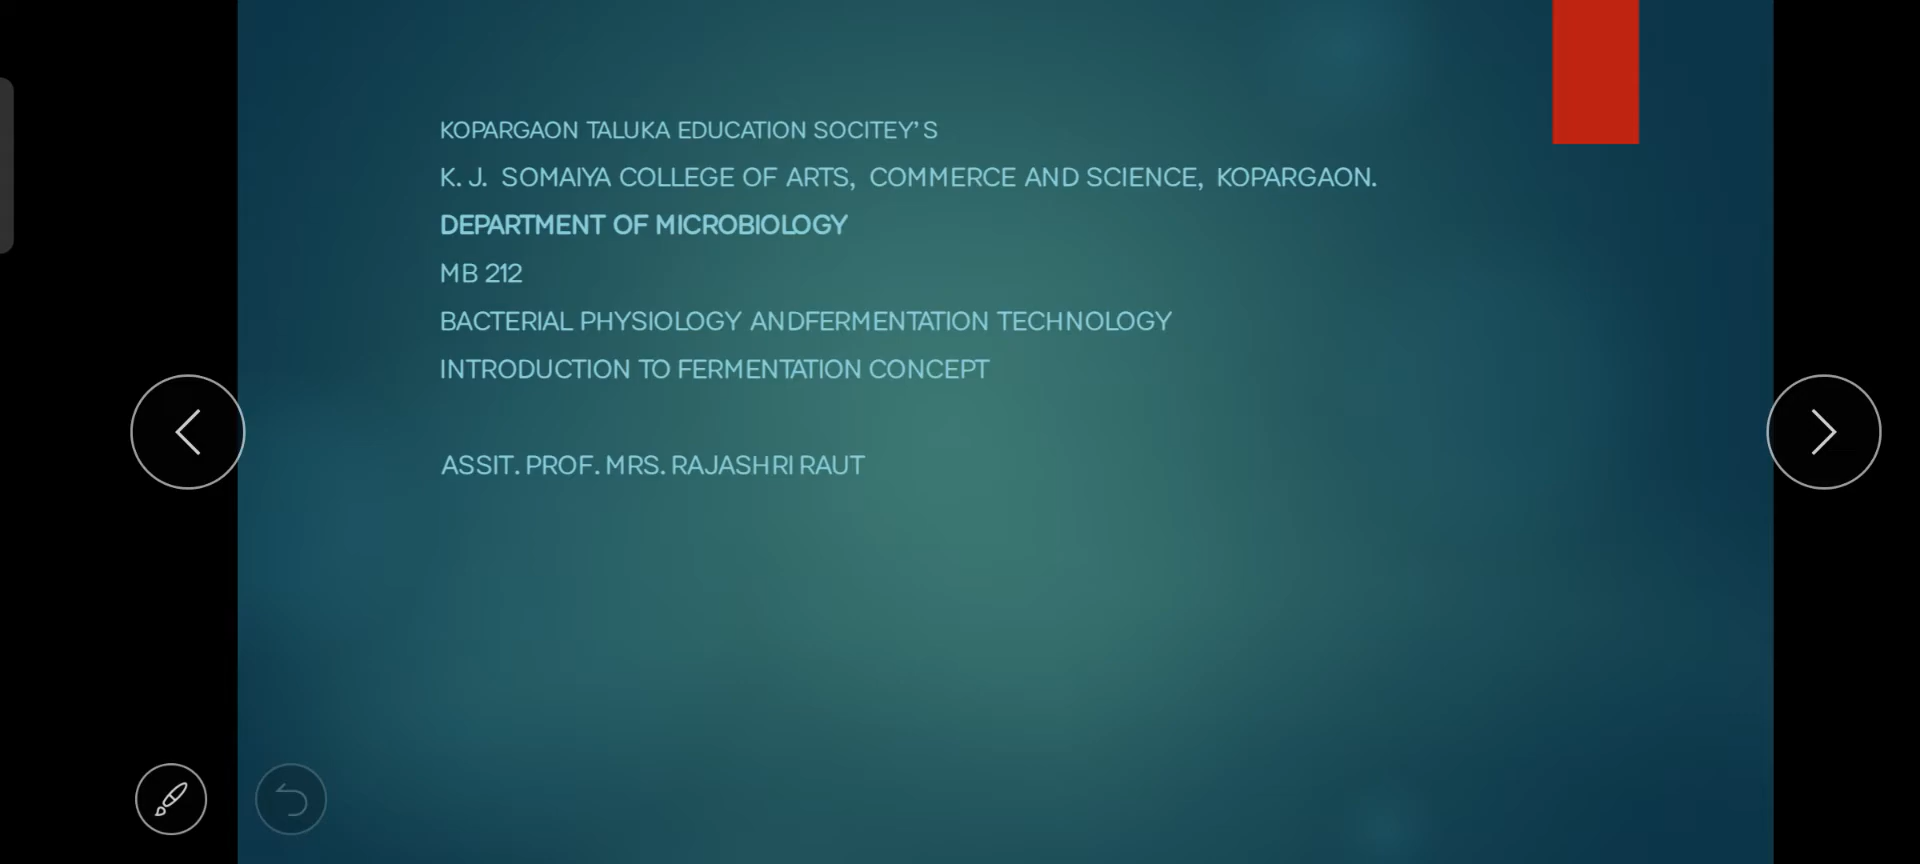 KOPARGAON TALUKA EDUCATION SOCITEY'S
K. J. SOMAIYA COLLEGE OF ARTS, COMMERCE AND SCIENCE, KOPARGAON.
DEPARTMENT OF MICROBIOLOGY
MB 212
BACTERIAL PHYSIOLOGY ANDFERMENTATION TECHNOLOGY
INTRODUCTION TO FERMENTATION CONCEPT
ASSIT. PROF. MRS. RAJASHRI RAUT